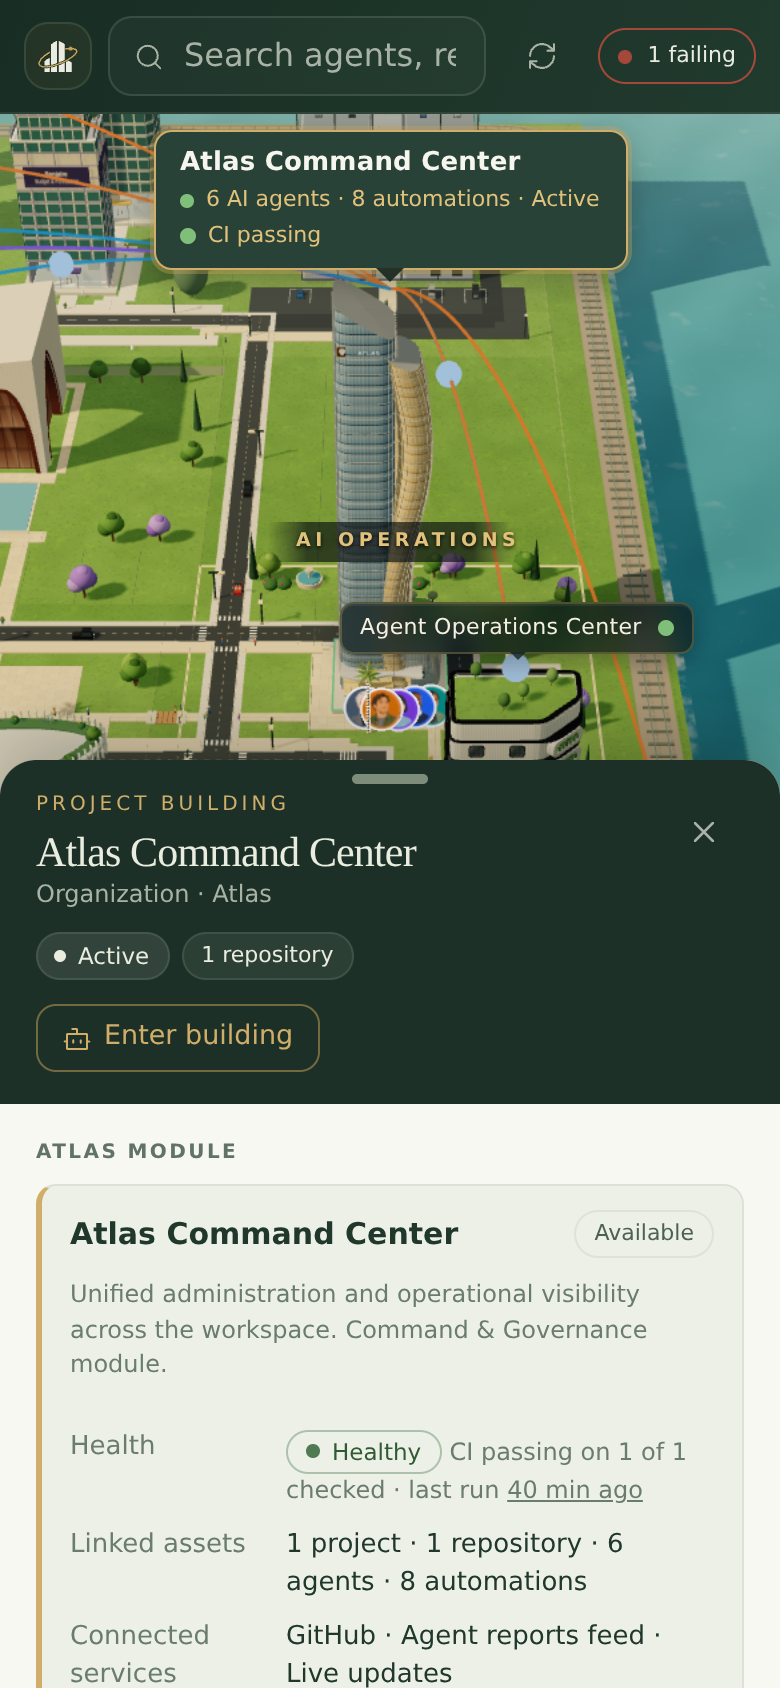 Search agents, re
1 failing
Atlas Command Center
6 AI agents · 8 automations · Active
CI passing
ATLAS
AI OPERATIONS
Agent Operations Center
PROJECT BUILDING
Atlas Command Center
Organization · Atlas
Active
1 repository
Enter building
ATLAS MODULE
Atlas Command Center
Available
Unified administration and operational visibility
across the workspace. Command & Governance
module.
Health
Healthy CI passing on 1 of 1
checked · last run 40 min ago
Linked assets
1 project · 1 repository · 6
agents · 8 automations
Connected
services
GitHub · Agent reports feed ·
Live updates